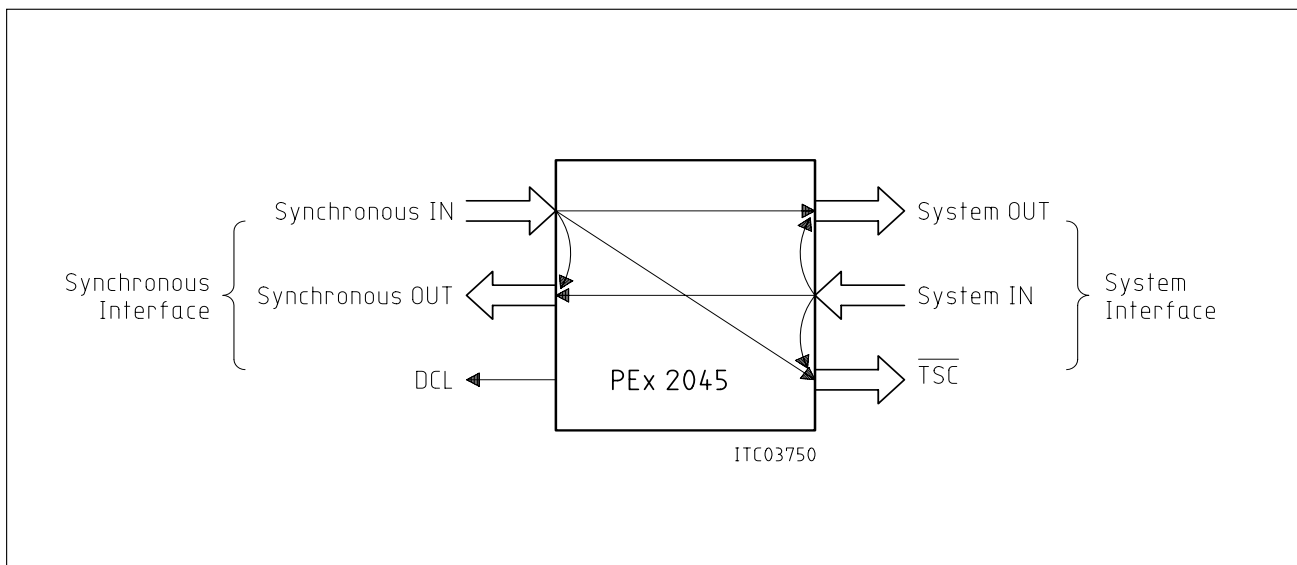 Synchronous IN
System OUT
Synchronous
Interface
Synchronous OUT
System IN
System
Interface
DCL
PEx 2045
TSC
ITC03750